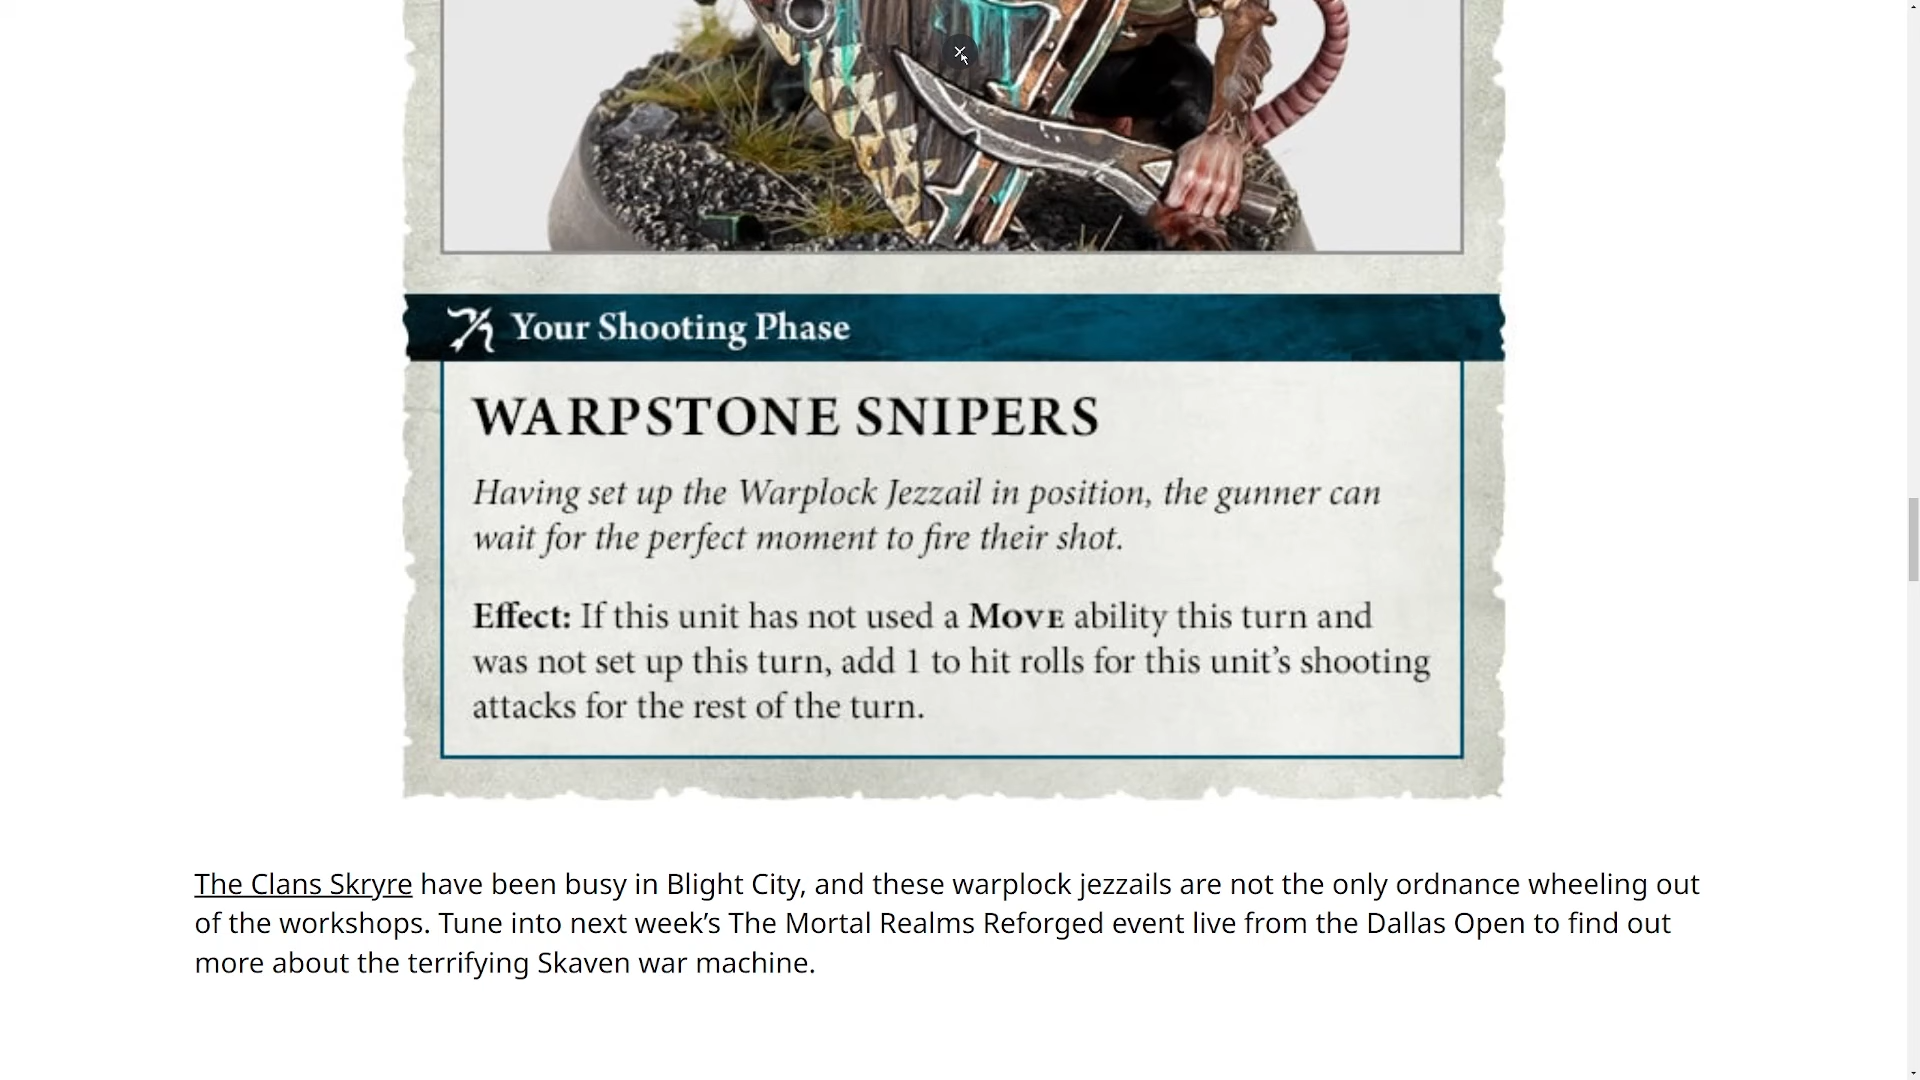 Your Shooting Phase
WARPSTONE SNIPERS
Having set up the Warplock Jezzail in position, the gunner can
wait for the perfect moment to fire their shot.
Effect: If this unit has not used a MOVE ability this turn and
was not set up this turn, add 1 to hit rolls for this unit’s shooting
attacks for the rest of the turn.
The Clans Skryre have been busy in Blight City, and these warplock jezzails are not the only ordnance wheeling out
of the workshops. Tune into next week’s The Mortal Realms Reforged event live from the Dallas Open to find out
more about the terrifying Skaven war machine.